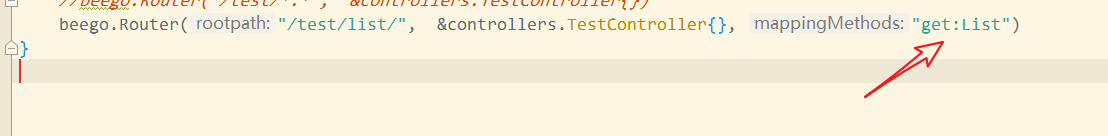 //beego.Router("/test/*.*", &controllers.TestController{})
beego.Router( rootpath: "/test/list/", &controllers.TestController{}, mappingMethods: "get:List")
}